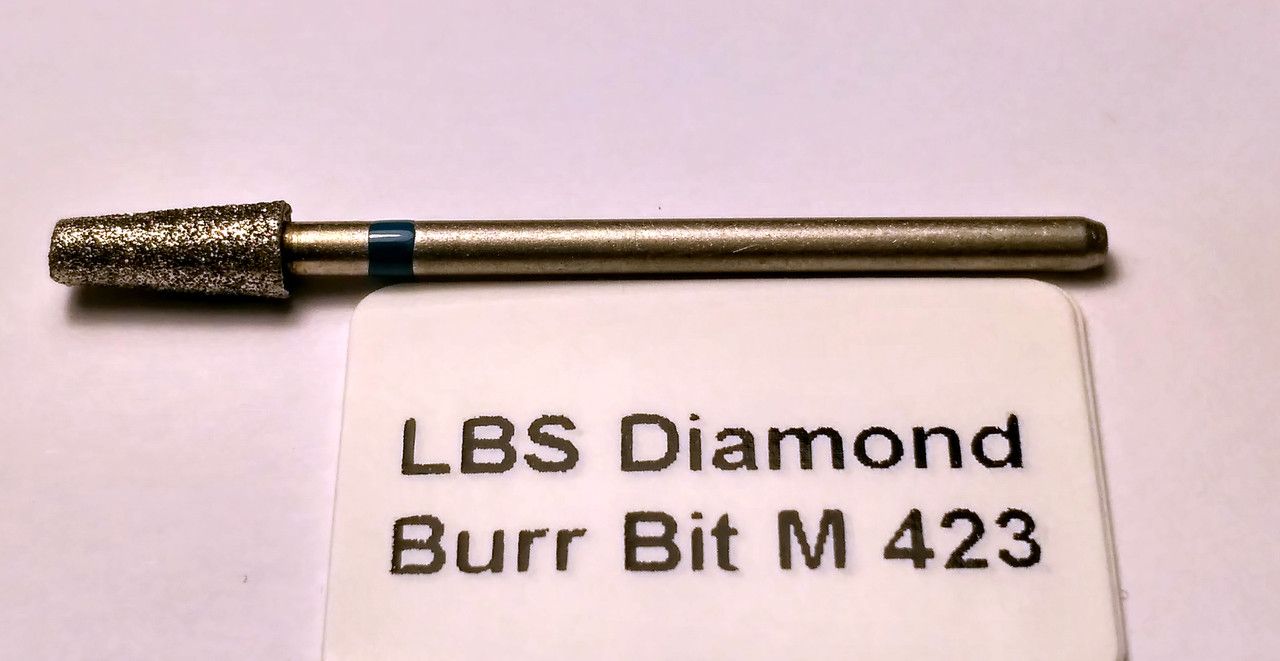 LBS Diamond
Burr Bit M 423